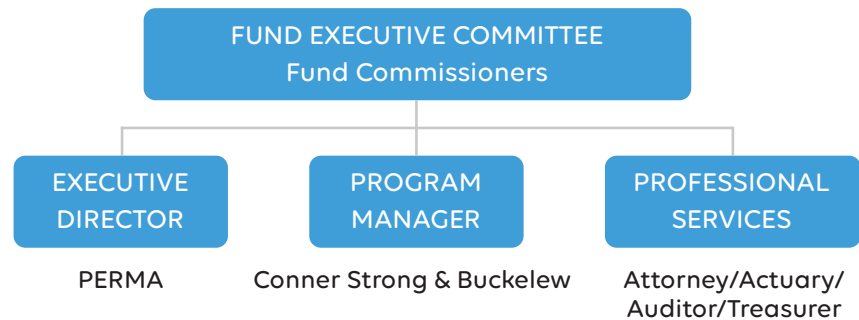 FUND EXECUTIVE COMMITTEE
Fund Commissioners
EXECUTIVE
DIRECTOR
PERMA
PROGRAM
MANAGER
Conner Strong & Buckelew
PROFESSIONAL
SERVICES
Attorney/Actuary/
Auditor/Treasurer